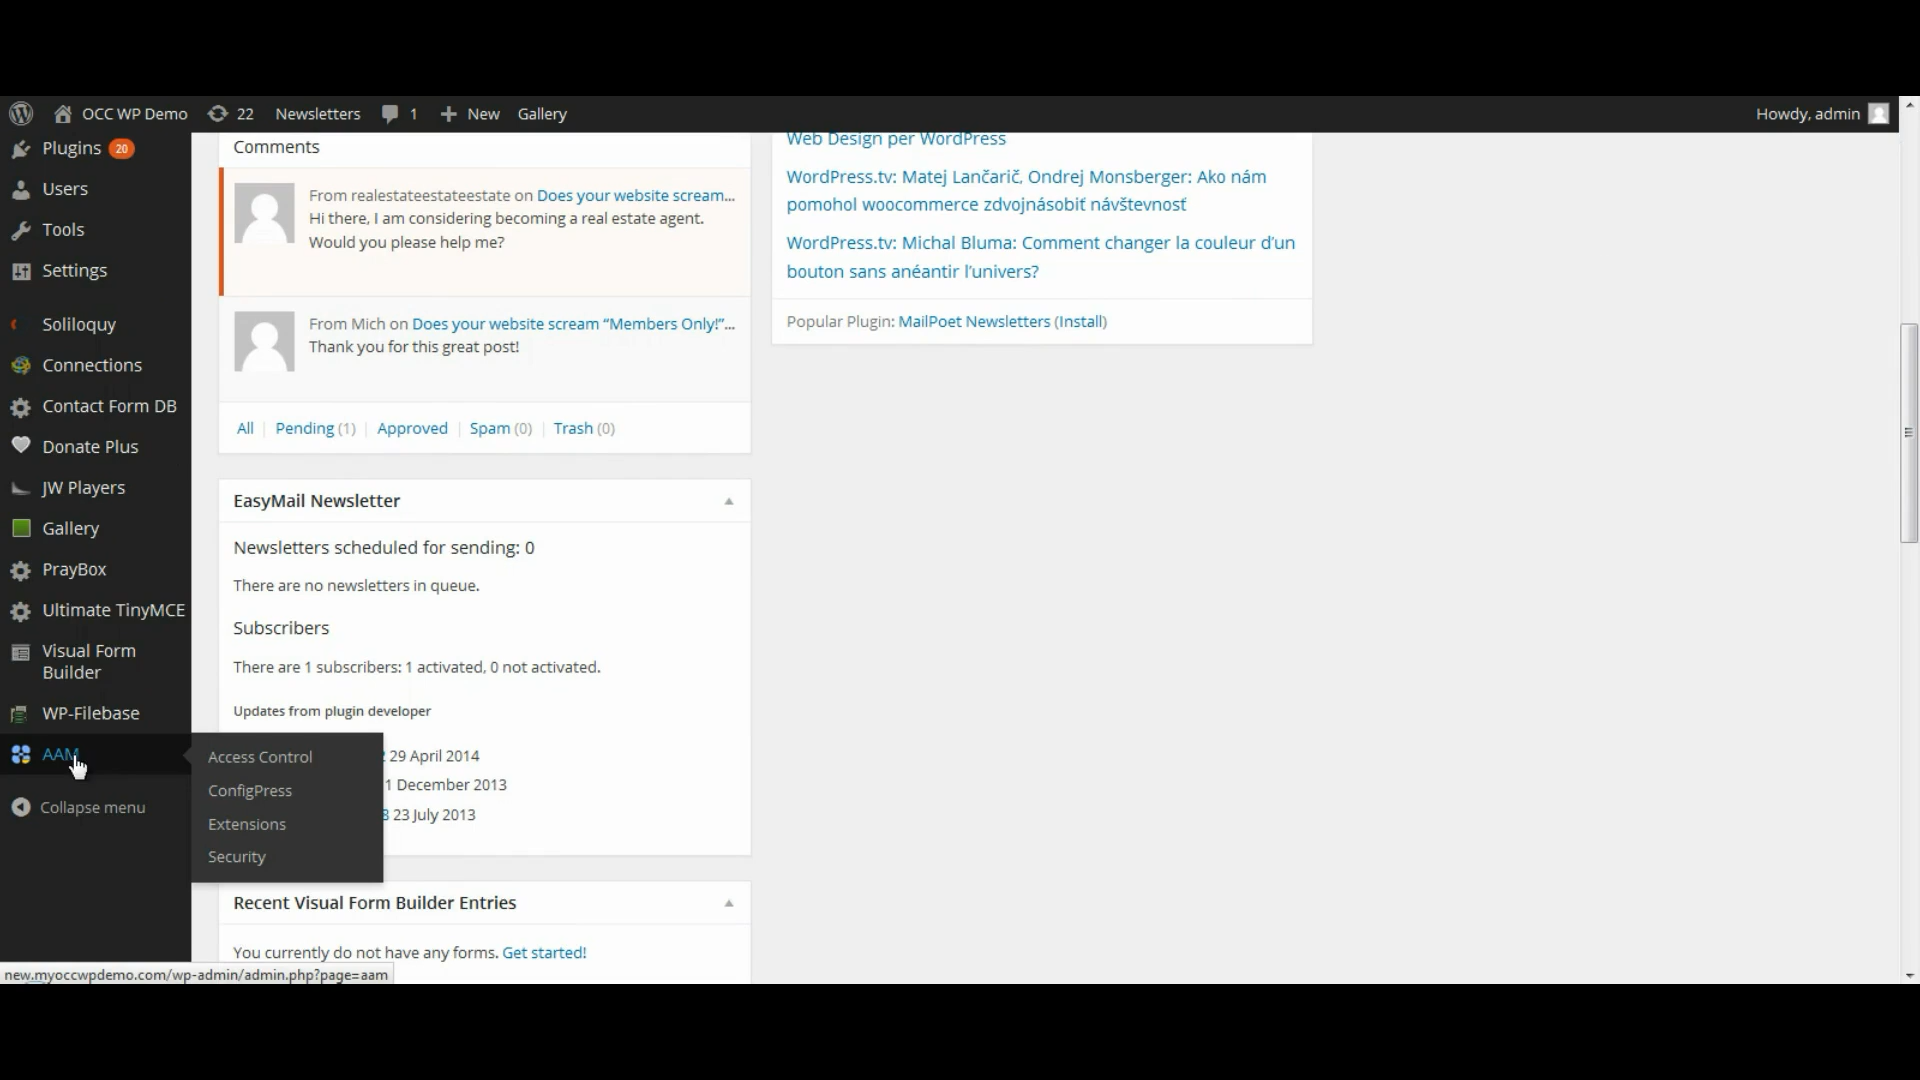 OCC WP Demo 22 Newsletters 1 New Gallery Howdy, admin
Plugins 20
Users
Tools
Settings
Soliloquy
Connections
Contact Form DB
Donate Plus
JW Players
Gallery
PrayBox
Ultimate TinyMCE
Visual Form
Builder
WP-Filebase
AAM
Collapse menu
Access Control
ConfigPress
Extensions
Security
Comments
From realestateestateestate on Does your website scream...
Hi there, I am considering becoming a real estate agent.
Would you please help me?
From Mich on Does your website scream “Members Only!”...
Thank you for this great post!
All | Pending (1) | Approved | Spam (0) | Trash (0)
EasyMail Newsletter
Newsletters scheduled for sending: 0
There are no newsletters in queue.
Subscribers
There are 1 subscribers: 1 activated, 0 not activated.
Updates from plugin developer
29 April 2014
1 December 2013
23 July 2013
Recent Visual Form Builder Entries
You currently do not have any forms. Get started!
Web Design per WordPress
WordPress.tv: Matej Lančarič, Ondrej Monsberger: Ako nám
pomohol woocommerce zdvojnásobiť návštevnosť
WordPress.tv: Michal Bluma: Comment changer la couleur d’un
bouton sans anéantir l’univers?
Popular Plugin: MailPoet Newsletters (Install)
new.myoccwpdemo.com/wp-admin/admin.php?page=aam